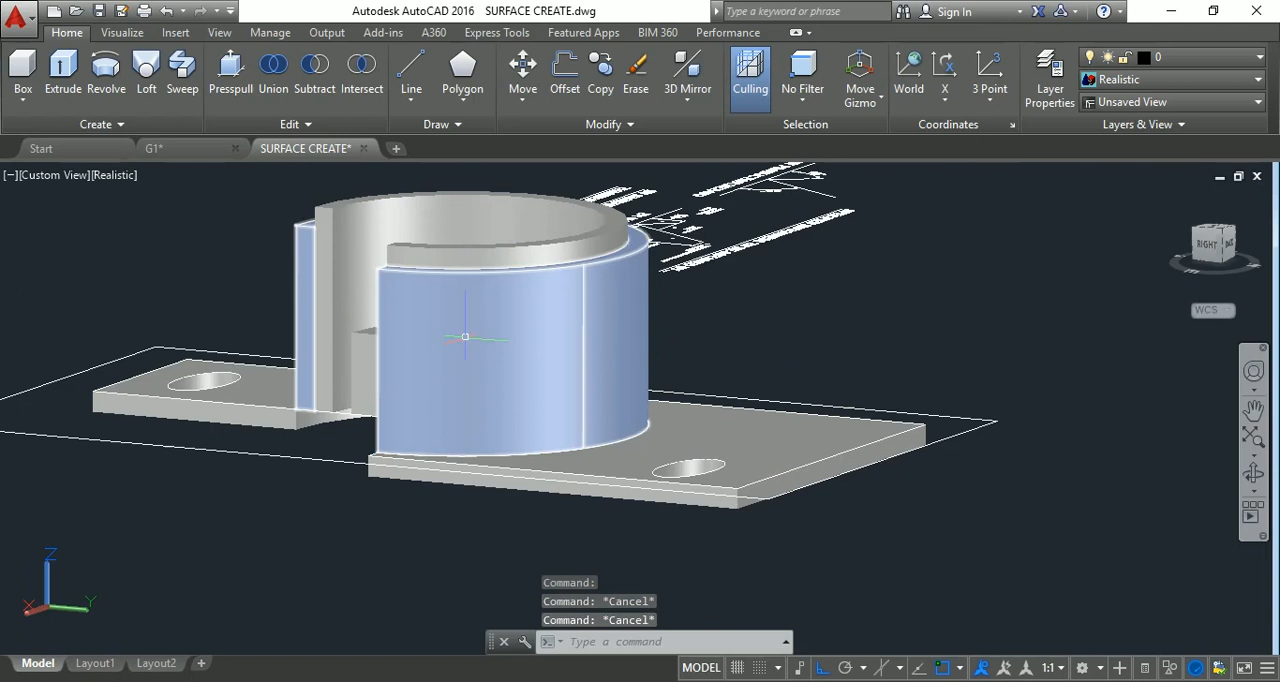 Autodesk AutoCAD 2016 SURFACE CREATE.dwg
Type a keyword or phrase
Sign In
Home Visualize Insert View Manage Output Add-ins A360 Express Tools Featured Apps BIM 360 Performance
Box Extrude Revolve Loft Sweep Presspull Union Subtract Intersect Line Polygon Move Offset Copy Erase 3D Mirror Culling No Filter Move Gizmo World X 3 Point Layer Properties
0
Realistic
Unsaved View
Create Edit Draw Modify Selection Coordinates Layers & View
Start G1* SURFACE CREATE*
[−][Custom View][Realistic]
RIGHT
WCS
Z
X Y
Command:
Command: *Cancel*
Command: *Cancel*
Type a command
Model Layout1 Layout2
MODEL 1:1